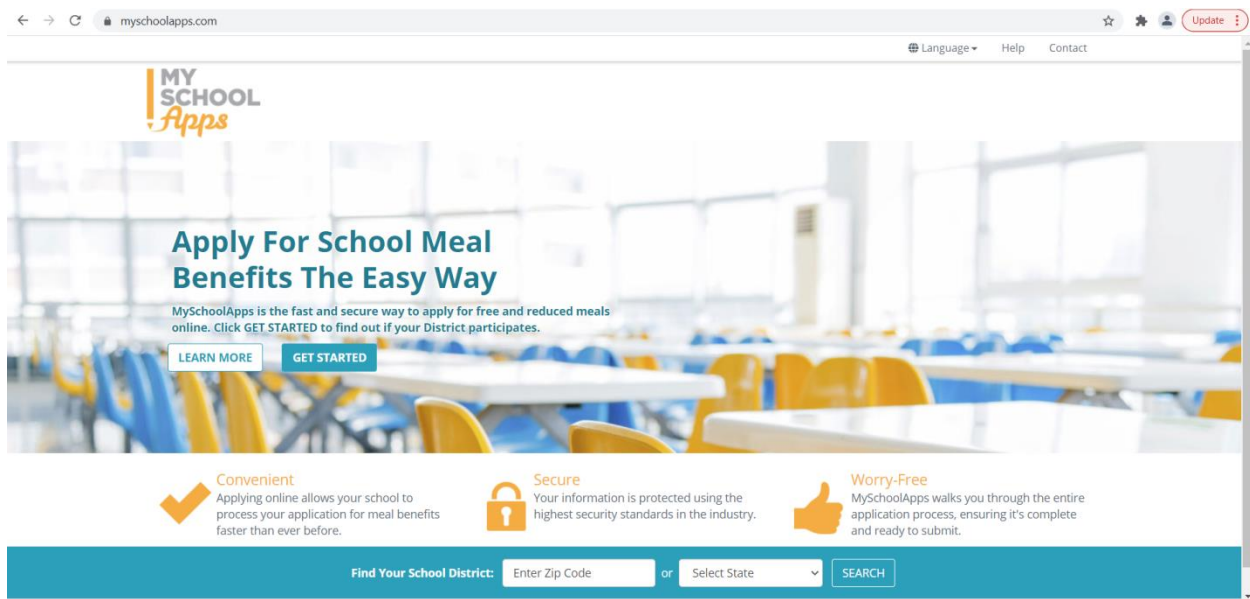 myschoolapps.com
Update
Language
Help
Contact
MY
SCHOOL
Apps
Apply For School Meal
Benefits The Easy Way
MySchoolApps is the fast and secure way to apply for free and reduced meals
online. Click GET STARTED to find out if your District participates.
LEARN MORE
GET STARTED
Convenient
Applying online allows your school to
process your application for meal benefits
faster than ever before.
Secure
Your information is protected using the
highest security standards in the industry.
Worry-Free
MySchoolApps walks you through the entire
application process, ensuring it's complete
and ready to submit.
Find Your School District: Enter Zip Code or Select State SEARCH